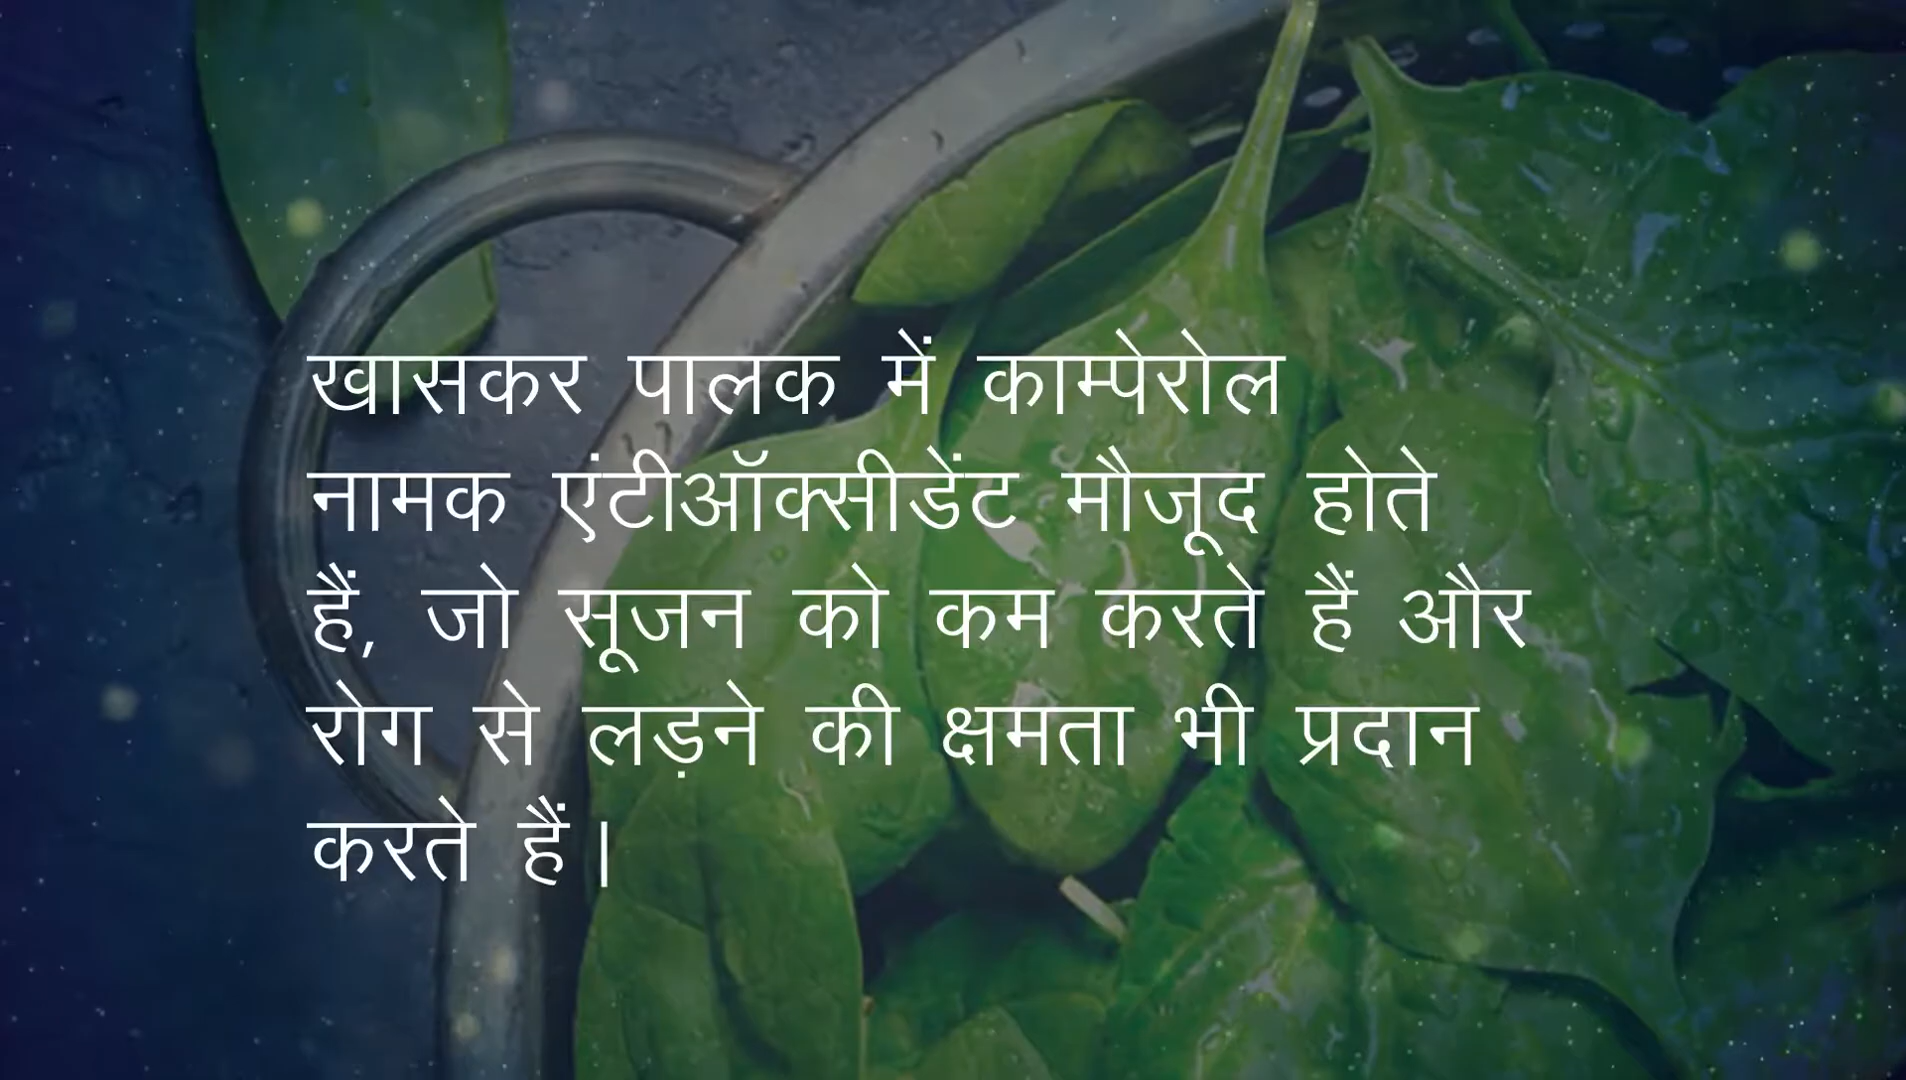 खासकर पालक में काम्पेरोल
नामक एंटीऑक्सीडेंट मौजूद होते
हैं, जो सूजन को कम करते हैं और
रोग से लड़ने की क्षमता भी प्रदान
करते हैं।